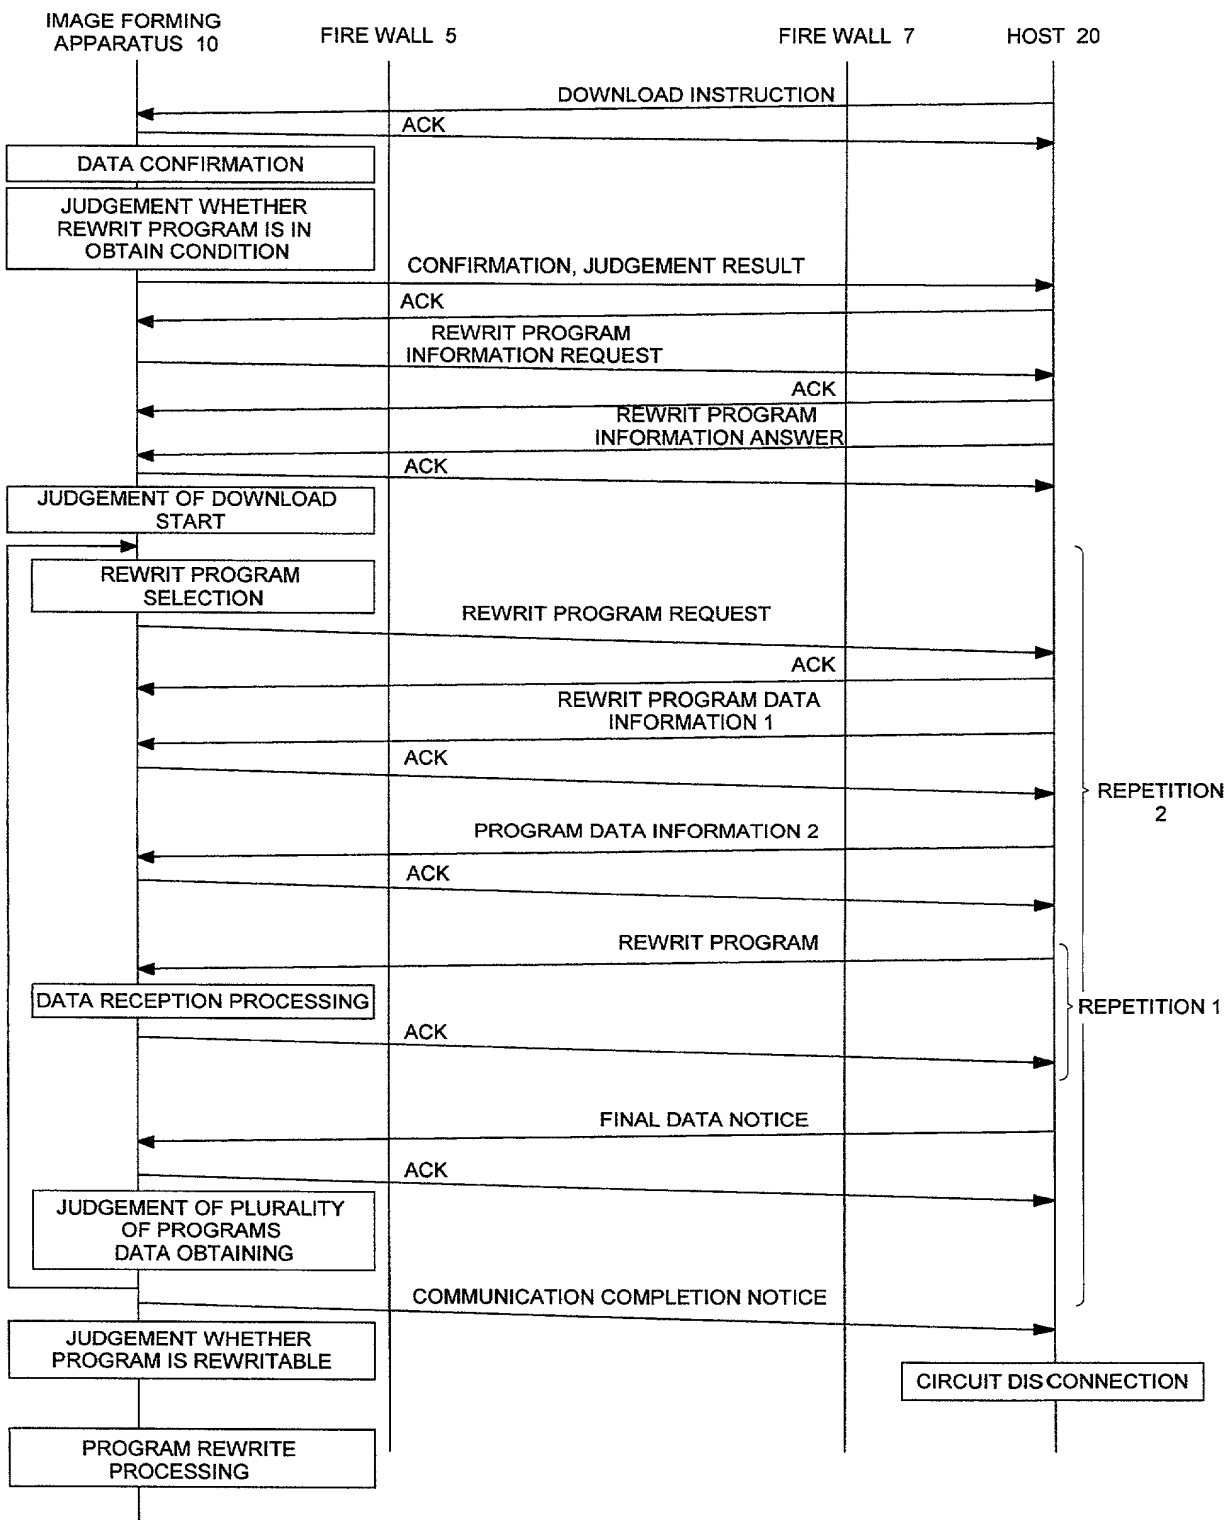 IMAGE FORMING
APPARATUS 10
FIRE WALL 5
FIRE WALL 7
HOST 20
DOWNLOAD INSTRUCTION
ACK
DATA CONFIRMATION
JUDGEMENT WHETHER
REWRIT PROGRAM IS IN
OBTAIN CONDITION
CONFIRMATION, JUDGEMENT RESULT
ACK
REWRIT PROGRAM
INFORMATION REQUEST
ACK
REWRIT PROGRAM
INFORMATION ANSWER
ACK
JUDGEMENT OF DOWNLOAD
START
REWRIT PROGRAM
SELECTION
REWRIT PROGRAM REQUEST
ACK
REWRIT PROGRAM DATA
INFORMATION 1
ACK
REPETITION
2
PROGRAM DATA INFORMATION 2
ACK
REWRIT PROGRAM
DATA RECEPTION PROCESSING
REPETITION 1
ACK
FINAL DATA NOTICE
ACK
JUDGEMENT OF PLURALITY
OF PROGRAMS
DATA OBTAINING
COMMUNICATION COMPLETION NOTICE
JUDGEMENT WHETHER
PROGRAM IS REWRITABLE
CIRCUIT DISCONNECTION
PROGRAM REWRITE
PROCESSING